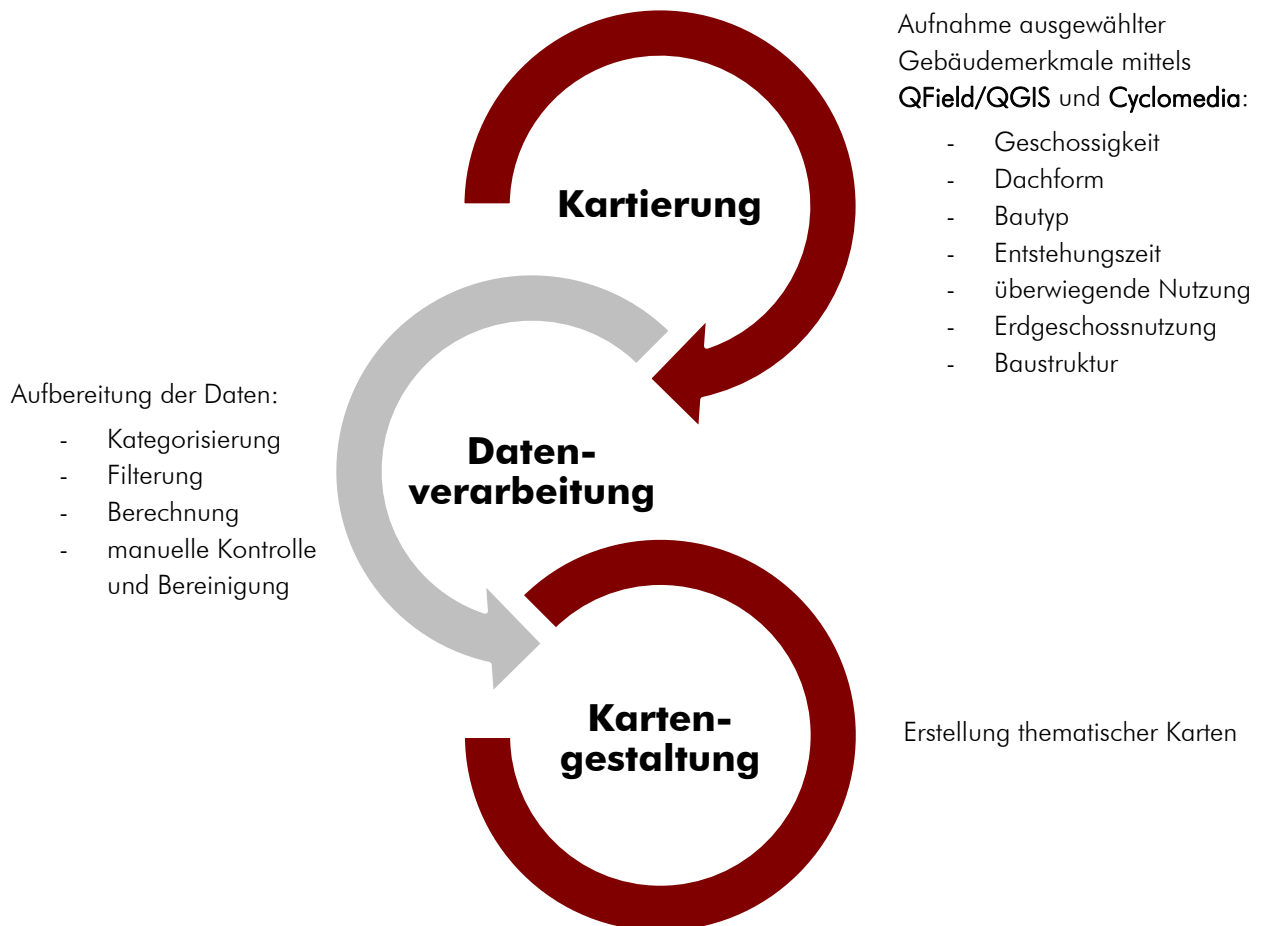 Aufnahme ausgewählter
Gebäudemerkmale mittels
QField/QGIS und Cyclomedia:
- Geschossigkeit
- Dachform
- Bautyp
- Entstehungszeit
- überwiegende Nutzung
- Erdgeschossnutzung
- Baustruktur
Kartierung
Aufbereitung der Daten:
- Kategorisierung
- Filterung
- Berechnung
- manuelle Kontrolle
und Bereinigung
Daten-
verarbeitung
Karten-
gestaltung
Erstellung thematischer Karten